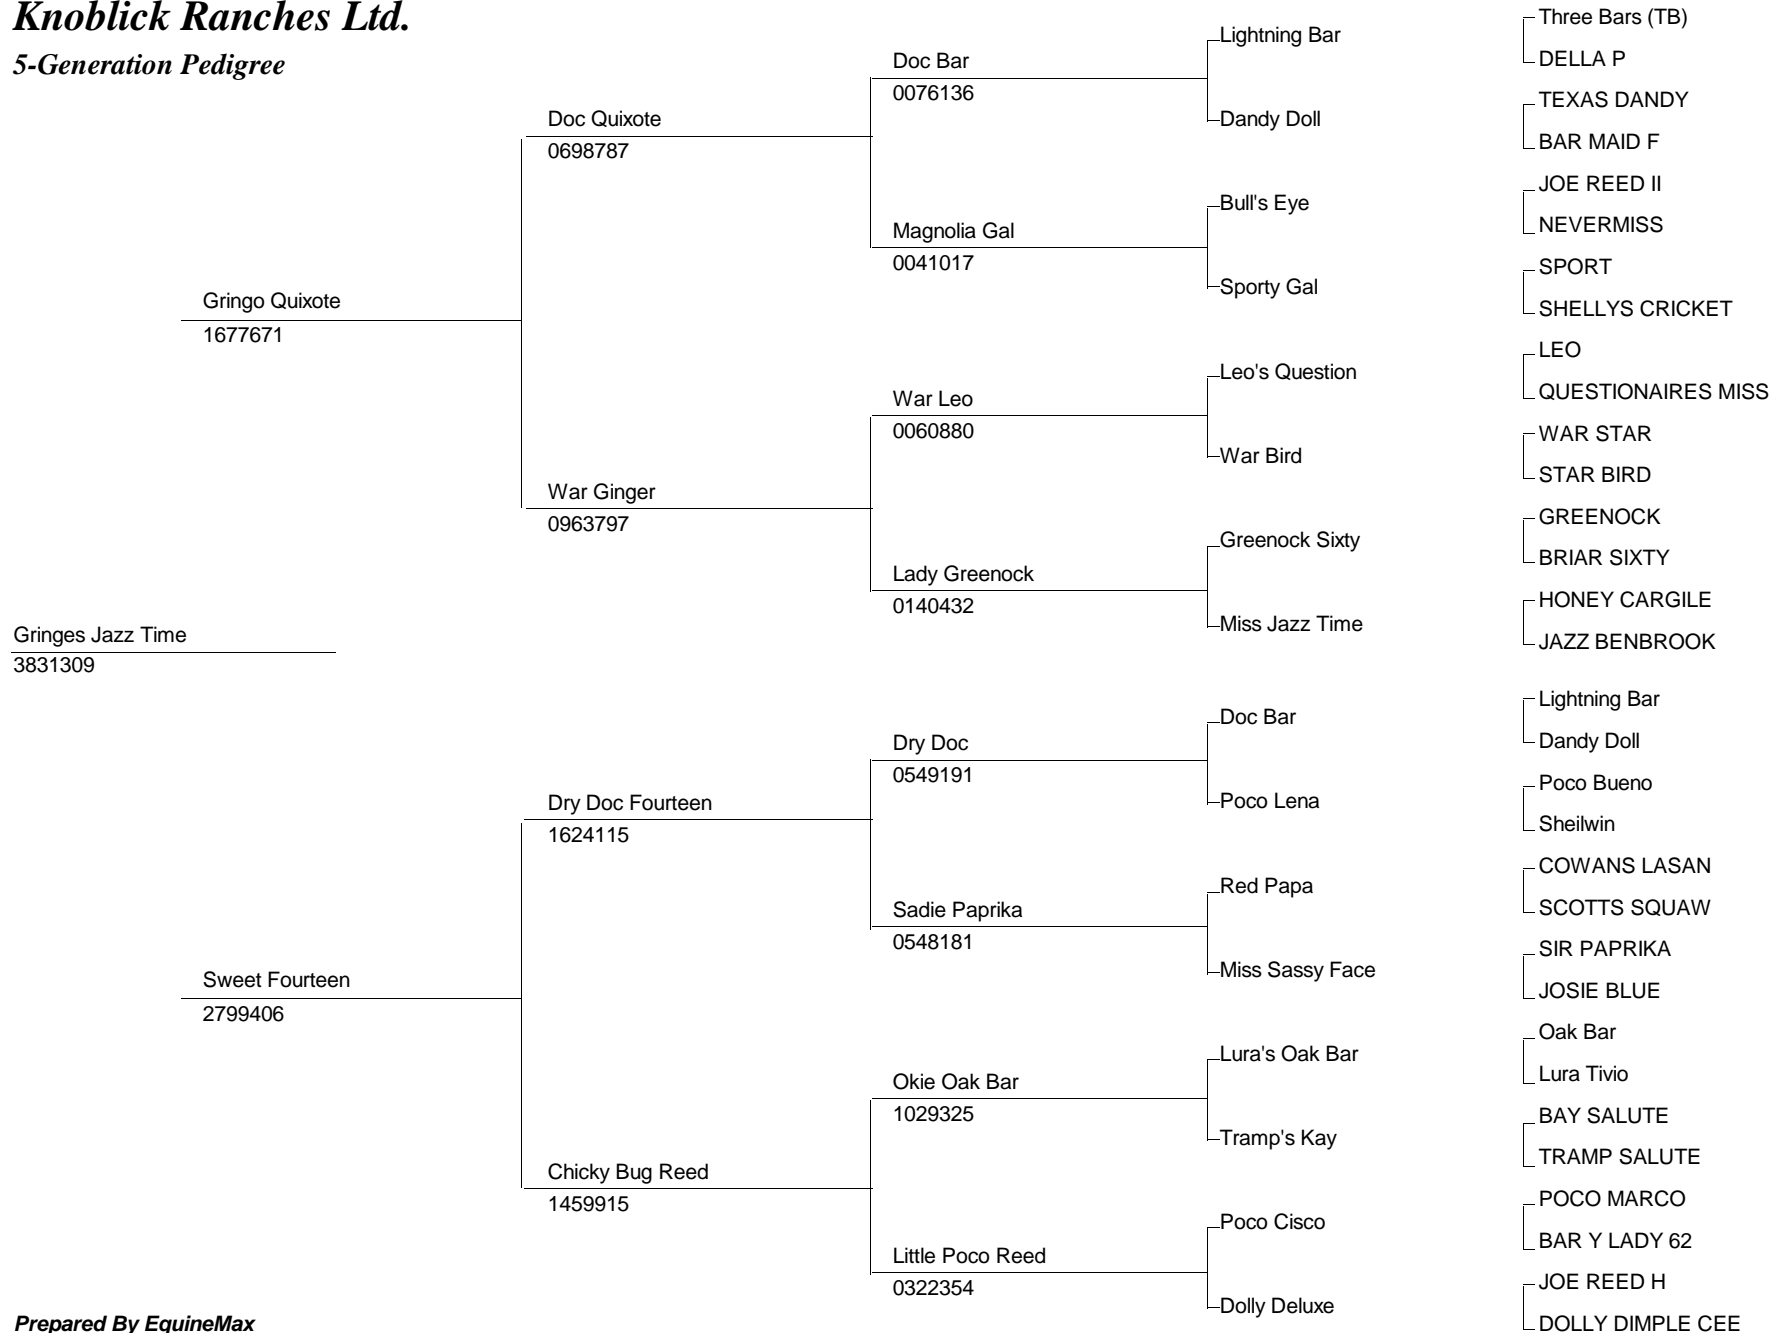 Knoblick Ranches Ltd.
5-Generation Pedigree
Gringes Jazz Time
3831309
Gringo Quixote
1677671
Sweet Fourteen
2799406
Doc Quixote
0698787
War Ginger
0963797
Dry Doc Fourteen
1624115
Chicky Bug Reed
1459915
Doc Bar
0076136
Magnolia Gal
0041017
War Leo
0060880
Lady Greenock
0140432
Dry Doc
0549191
Sadie Paprika
0548181
Okie Oak Bar
1029325
Little Poco Reed
0322354
Lightning Bar
Dandy Doll
Bull's Eye
Sporty Gal
Leo's Question
War Bird
Greenock Sixty
Miss Jazz Time
Doc Bar
Poco Lena
Red Papa
Miss Sassy Face
Lura's Oak Bar
Tramp's Kay
Poco Cisco
Dolly Deluxe
Three Bars (TB)
DELLA P
TEXAS DANDY
BAR MAID F
JOE REED II
NEVERMISS
SPORT
SHELLYS CRICKET
LEO
QUESTIONAIRES MISS
WAR STAR
STAR BIRD
GREENOCK
BRIAR SIXTY
HONEY CARGILE
JAZZ BENBROOK
Lightning Bar
Dandy Doll
Poco Bueno
Sheilwin
COWANS LASAN
SCOTTS SQUAW
SIR PAPRIKA
JOSIE BLUE
Oak Bar
Lura Tivio
BAY SALUTE
TRAMP SALUTE
POCO MARCO
BAR Y LADY 62
JOE REED H
DOLLY DIMPLE CEE
Prepared By EquineMax